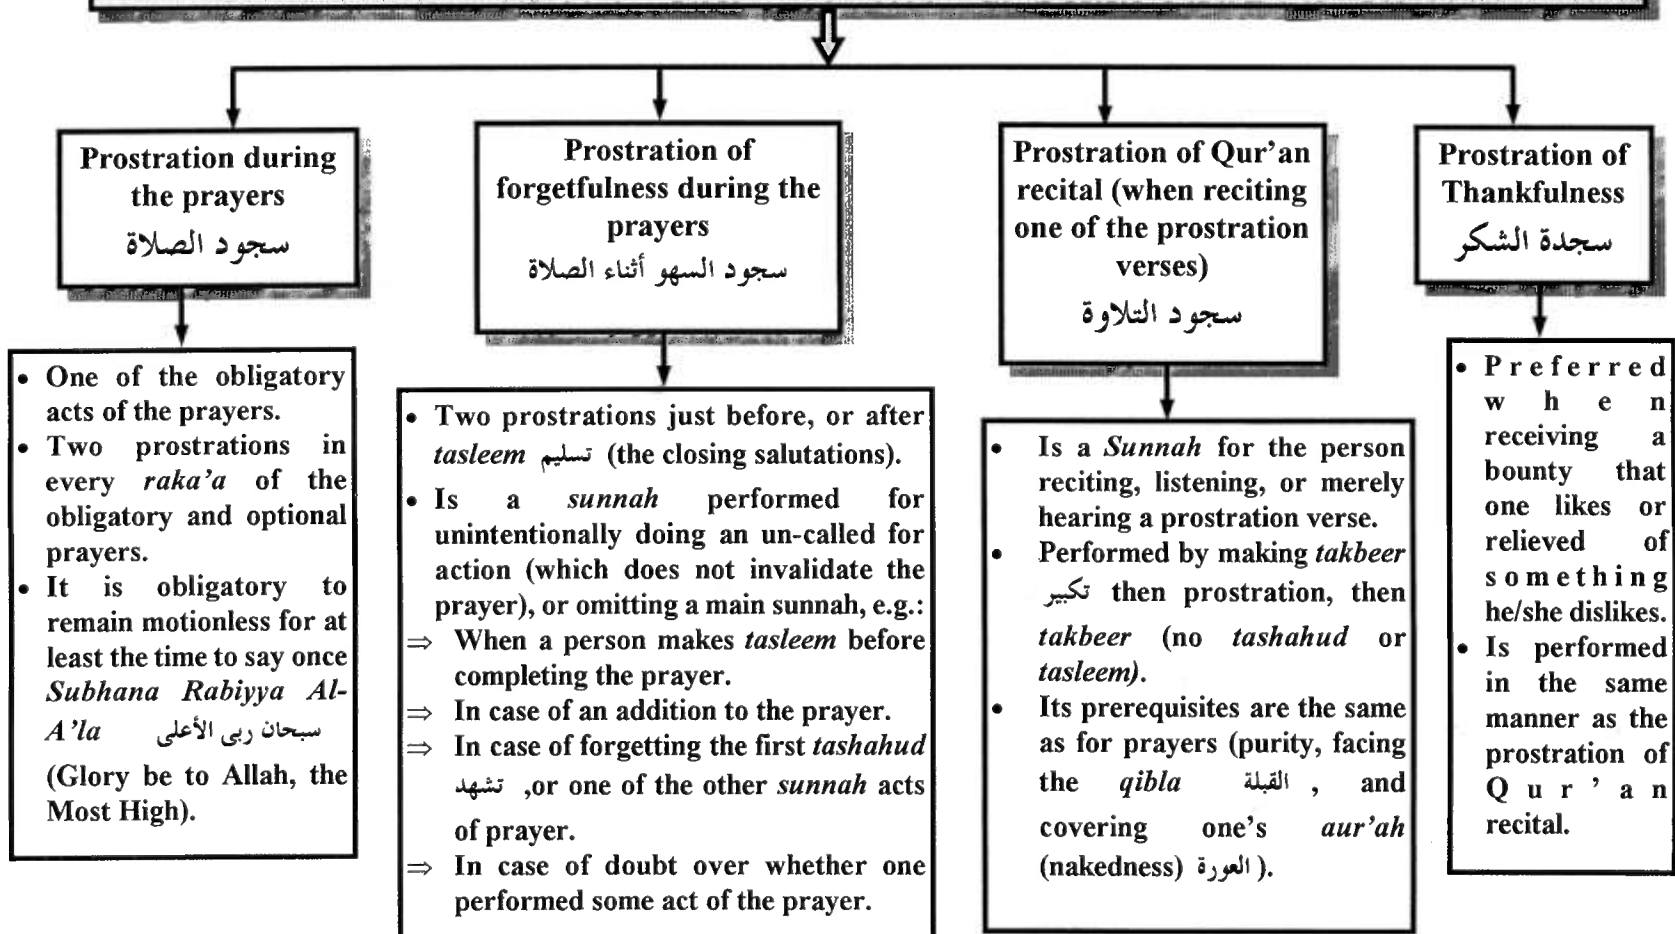 Prostration during
the prayers
سجود الصلاة
Prostration of
forgetfulness during the
prayers
سجود السهو أثناء الصلاة
Prostration of Qur’an
recital (when reciting
one of the prostration
verses)
سجود التلاوة
Prostration of
Thankfulness
سجدة الشكر
• One of the obligatory
acts of the prayers.
• Two prostrations in
every raka’a of the
obligatory and optional
prayers.
• It is obligatory to
remain motionless for at
least the time to say once
Subhana Rabiyya Al-
A’la سبحان ربى الأعلى
(Glory be to Allah, the
Most High).
• Two prostrations just before, or after
tasleem تسليم (the closing salutations).
• Is a sunnah performed for
unintentionally doing an un-called for
action (which does not invalidate the
prayer), or omitting a main sunnah, e.g.:
⇒ When a person makes tasleem before
completing the prayer.
⇒ In case of an addition to the prayer.
⇒ In case of forgetting the first tashahud
تشهد ,or one of the other sunnah acts
of prayer.
⇒ In case of doubt over whether one
performed some act of the prayer.
• Is a Sunnah for the person
reciting, listening, or merely
hearing a prostration verse.
• Performed by making takbeer
تكبير then prostration, then
takbeer (no tashahud or
tasleem).
• Its prerequisites are the same
as for prayers (purity, facing
the qibla القبلة , and
covering one’s aur’ah
(nakedness) العورة ).
• Preferred
when
receiving a
bounty that
one likes or
relieved of
something
he/she dislikes.
• Is performed
in the same
manner as the
prostration of
Qur’an
recital.